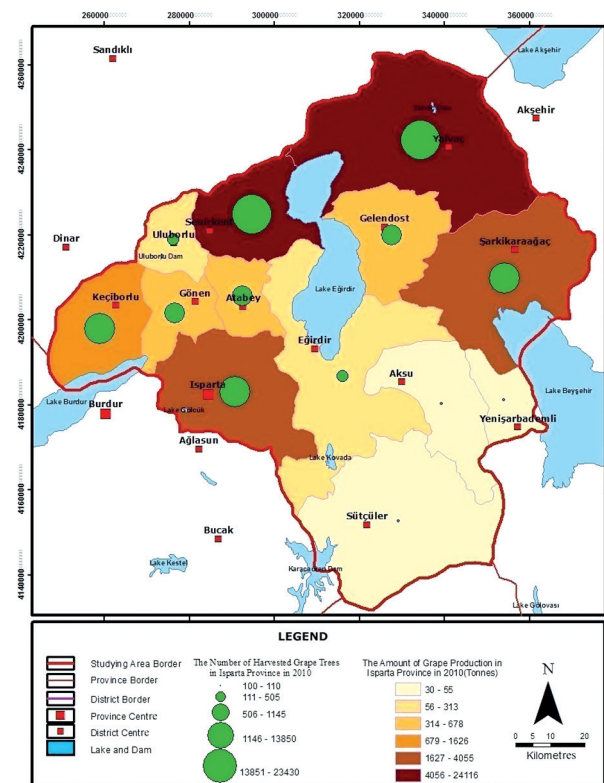 260000 280000 300000 320000 340000 360000
4260000
4240000
4220000
4200000
4180000
4160000
4140000
Sandıklı
Lake Akşehir
Akşehir
Yalvaç
Dinar
Uluborlu
Uluborlu Dam
Senirkent
Gelendost
Şarkikaraağaç
Keçiborlu
Gönen
Atabey
Lake Eğirdir
Eğirdir
Isparta
Aksu
Lake Burdur
Burdur
Lake Gölcük
Lake Beyşehir
Yenişarbademli
Ağlasun
Lake Kovada
Sütçüler
Bucak
Lake Kestel
Karacaören Dam
Lake Gölovası
LEGEND
Studying Area Border
Province Border
District Border
Province Centre
District Centre
Lake and Dam
The Number of Harvested Grape Trees
in Isparta Province in 2010
100 - 110
111 - 505
506 - 1145
1146 - 13850
13851 - 23430
The Amount of Grape Production in
Isparta Province in 2010(Tonnes)
30 - 55
56 - 313
314 - 678
679 - 1626
1627 - 4055
4056 - 24116
N
0 5 10 20
Kilometres